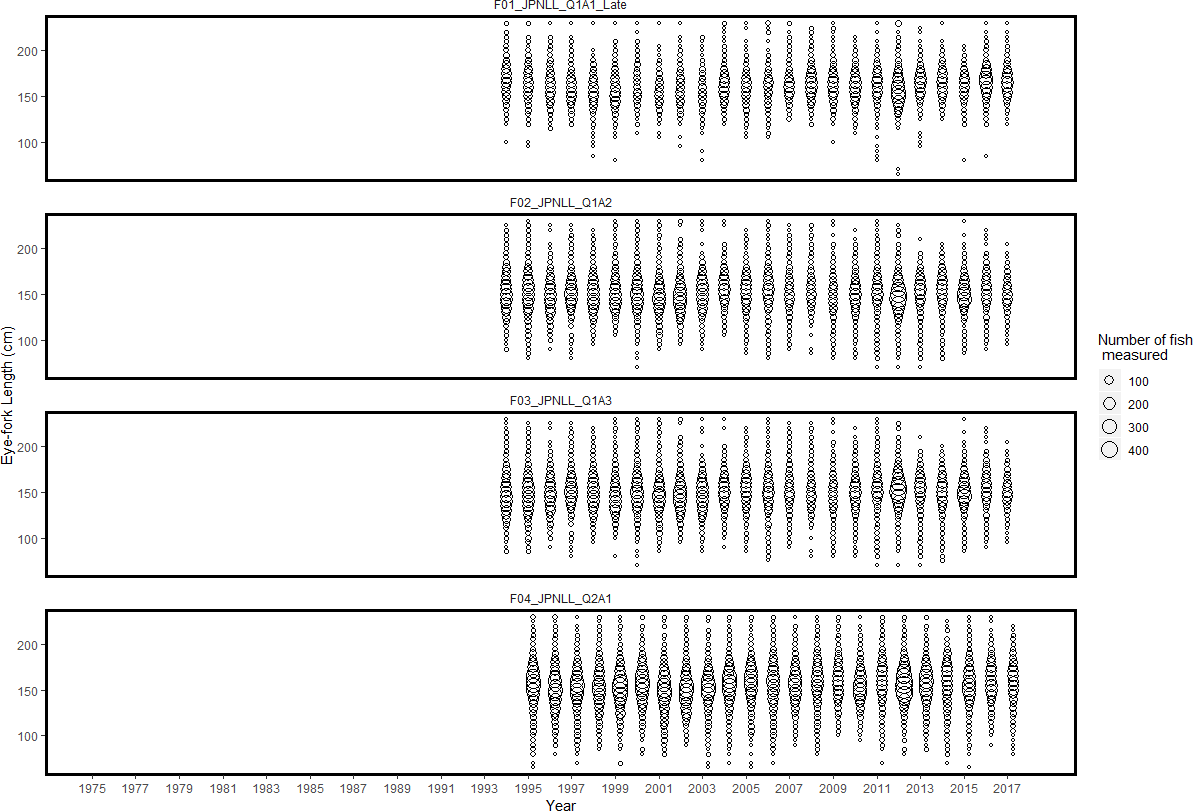 F01_JPNLL_Q1A1_Late
200
150
100
F02_JPNLL_Q1A2
200
150
100
F03_JPNLL_Q1A3
200
150
100
F04_JPNLL_Q2A1
200
150
100
Eye-fork Length (cm)
1975 1977 1979 1981 1983 1985 1987 1989 1991 1993 1995 1997 1999 2001 2003 2005 2007 2009 2011 2013 2015 2017
Year
Number of fish
measured
100
200
300
400